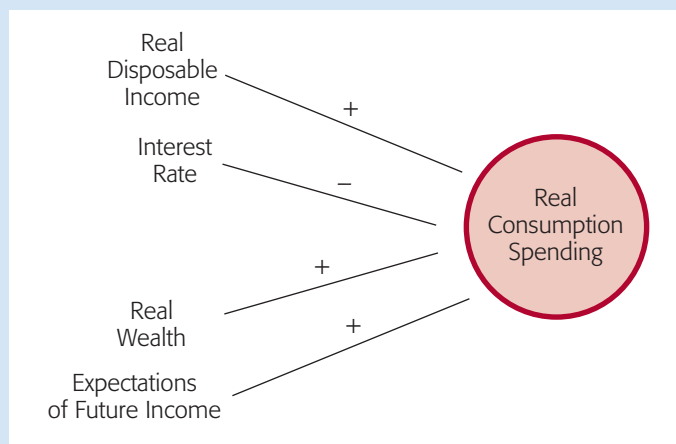 Real
Disposable
Income
+
Interest
Rate
–
Real
Consumption
Spending
+
Real
Wealth
+
Expectations
of Future Income